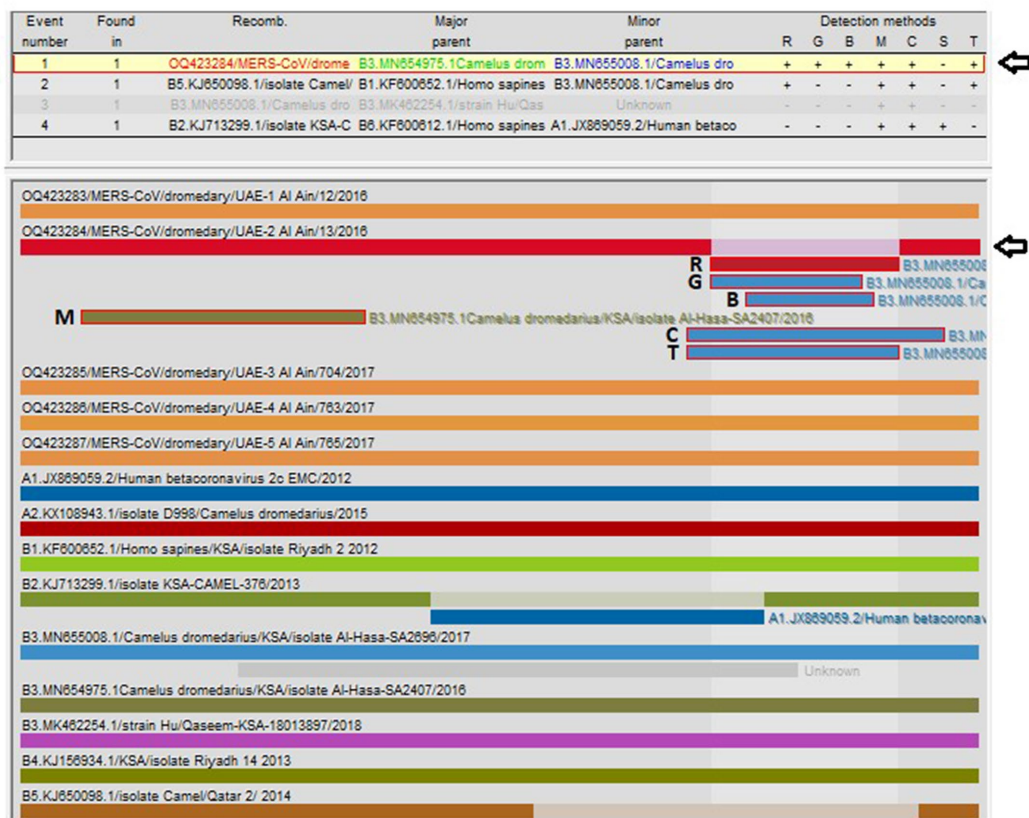 Event Found Recomb. Major Minor Detection methods
number in parent parent R G B M C S T
1 1 OQ423284/MERS-CoV/drome B3.MN654975.1Camelus drom B3.MN655008.1/Camelus dro + + + + + - +
2 1 B5.KJ650098.1/isolate Camel/ B1.KF600652.1/Homo sapines B3.MN655008.1/Camelus dro + - - + + - +
3 1 B3.MN655008.1/Camelus dro B3.MK462254.1/strain Hu/Qas Unknown - - - + + - -
4 1 B2.KJ713299.1/isolate KSA-C B6.KF600612.1/Homo sapines A1.JX869059.2/Human betaco - - - + + + -
OQ423283/MERS-CoV/dromedary/UAE-1 Al Ain/12/2016
OQ423284/MERS-CoV/dromedary/UAE-2 Al Ain/13/2016
R B3.MN655008
G B3.MN655008.1/Ca
B B3.MN655008.1/C
M B3.MN654975.1Camelus dromedarius/KSA/isolate Al-Hasa-SA2407/2016
C B3.MN
T B3.MN655008
OQ423285/MERS-CoV/dromedary/UAE-3 Al Ain/704/2017
OQ423286/MERS-CoV/dromedary/UAE-4 Al Ain/763/2017
OQ423287/MERS-CoV/dromedary/UAE-5 Al Ain/765/2017
A1.JX869059.2/Human betacoronavirus 2c EMC/2012
A2.KX108943.1/isolate D998/Camelus dromedarius/2015
B1.KF600652.1/Homo sapines/KSA/isolate Riyadh 2 2012
B2.KJ713299.1/isolate KSA-CAMEL-376/2013
A1.JX869059.2/Human betacoronav
B3.MN655008.1/Camelus dromedarius/KSA/isolate Al-Hasa-SA2696/2017
Unknown
B3.MN654975.1Camelus dromedarius/KSA/isolate Al-Hasa-SA2407/2016
B3.MK462254.1/strain Hu/Qaseem-KSA-18013897/2018
B4.KJ156934.1/KSA/isolate Riyadh 14 2013
B5.KJ650098.1/isolate Camel/Qatar 2/ 2014